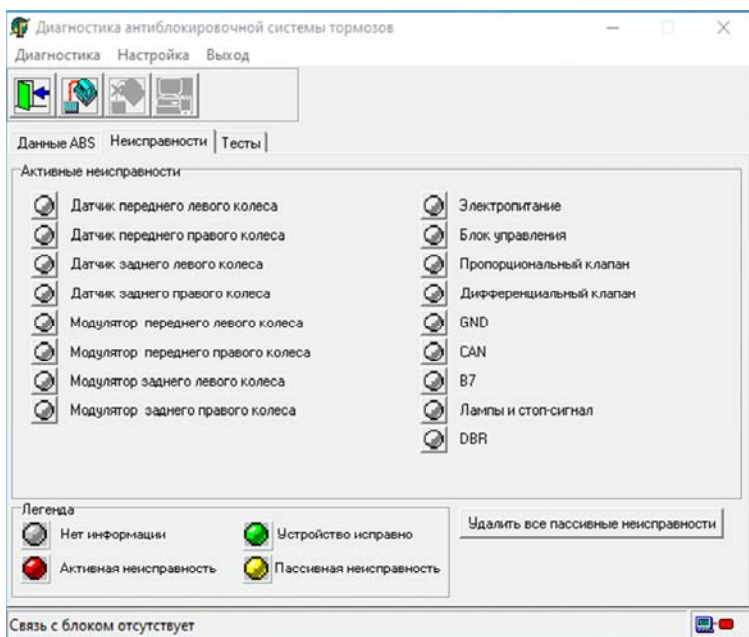 Диагностика антиблокировочной системы тормозов
Диагностика Настройка Выход
Данные ABS Неисправности Тесты
Активные неисправности
Датчик переднего левого колеса
Датчик переднего правого колеса
Датчик заднего левого колеса
Датчик заднего правого колеса
Модулятор переднего левого колеса
Модулятор переднего правого колеса
Модулятор заднего левого колеса
Модулятор заднего правого колеса
Электропитание
Блок управления
Пропорциональный клапан
Дифференциальный клапан
GND
CAN
B7
Лампы и стоп-сигнал
DBR
Легенда
Нет информации
Устройство исправно
Активная неисправность
Пассивная неисправность
Удалить все пассивные неисправности
Связь с блоком отсутствует